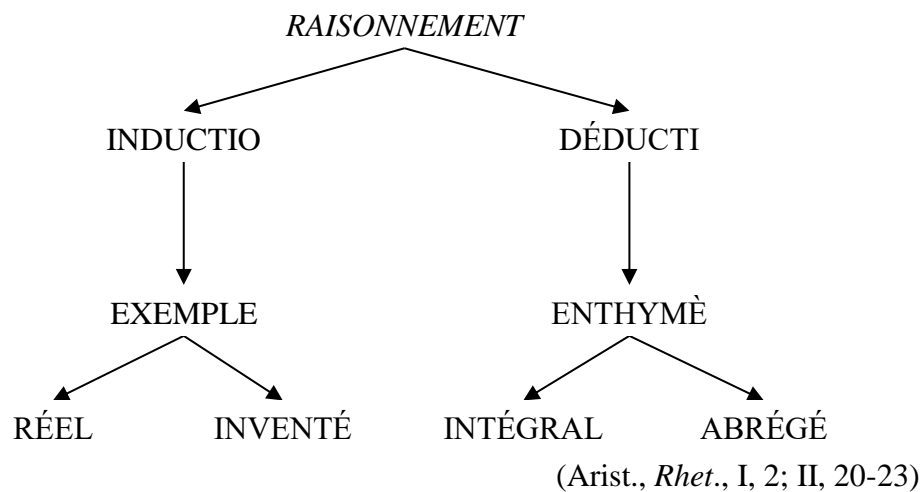 RAISONNEMENT
INDUCTIO DÉDUCTI
EXEMPLE ENTHYMÈ
RÉEL INVENTÉ INTÉGRAL ABRÉGÉ
(Arist., Rhet., I, 2; II, 20-23)